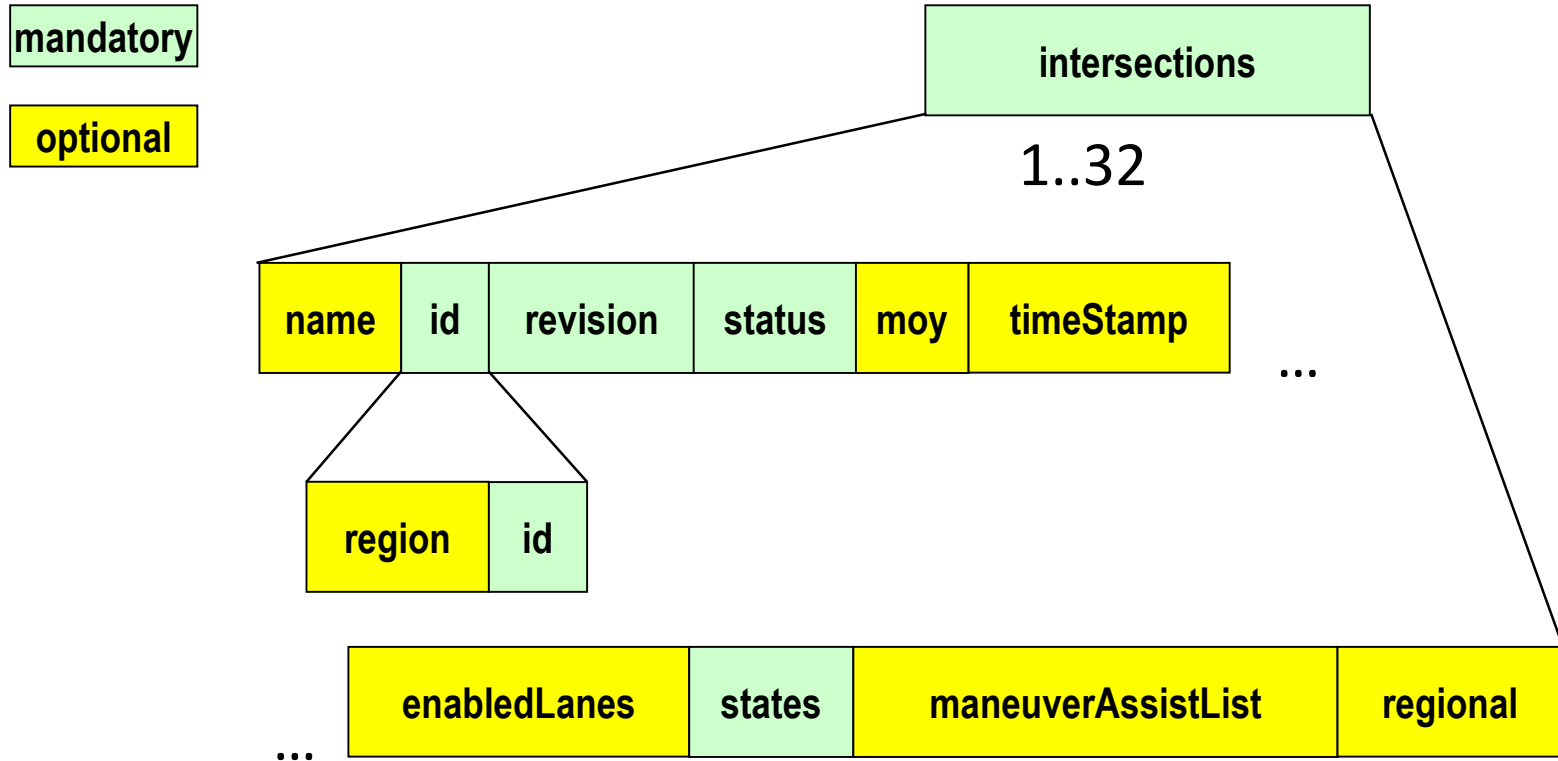 mandatory
optional
intersections
1..32
name id revision status moy timeStamp ...
region id
... enabledLanes states maneuverAssistList regional